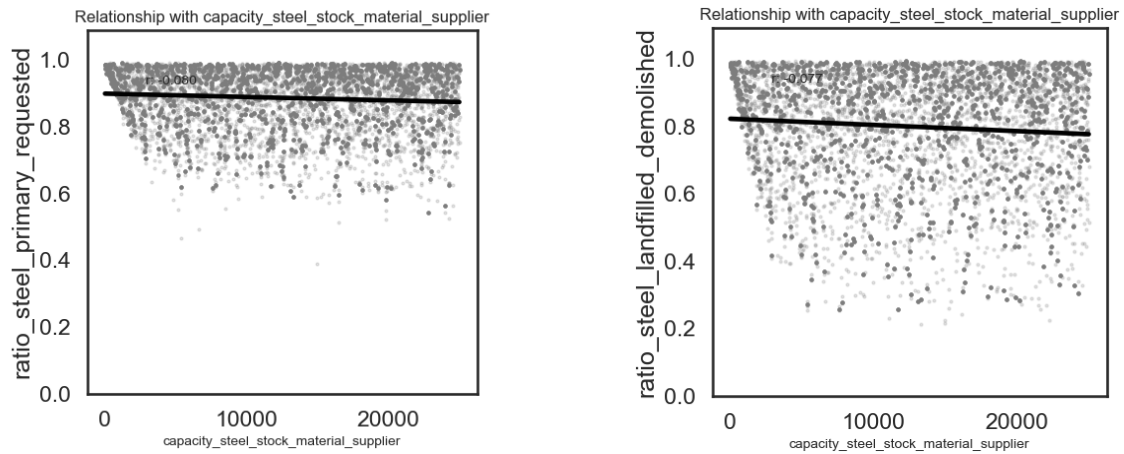 Relationship with capacity_steel_stock_material_supplier
ratio_steel_primary_requested
1.0
0.8
0.6
0.4
0.2
0.0
r: -0.080
0
10000
20000
capacity_steel_stock_material_supplier
Relationship with capacity_steel_stock_material_supplier
ratio_steel_landfilled_demolished
1.0
0.8
0.6
0.4
0.2
0.0
r: -0.077
0
10000
20000
capacity_steel_stock_material_supplier